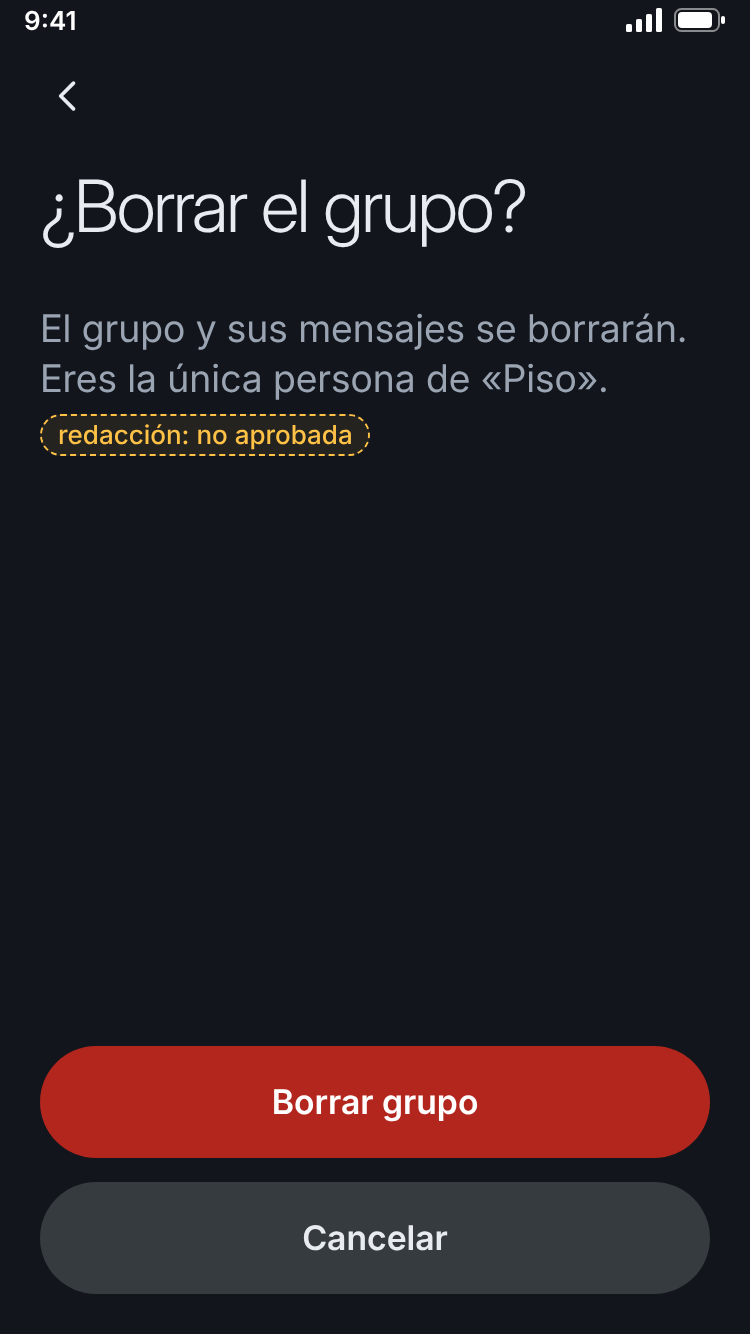 9:41
¿Borrar el grupo?
El grupo y sus mensajes se borrarán.
Eres la única persona de «Piso».
redacción: no aprobada
Borrar grupo
Cancelar